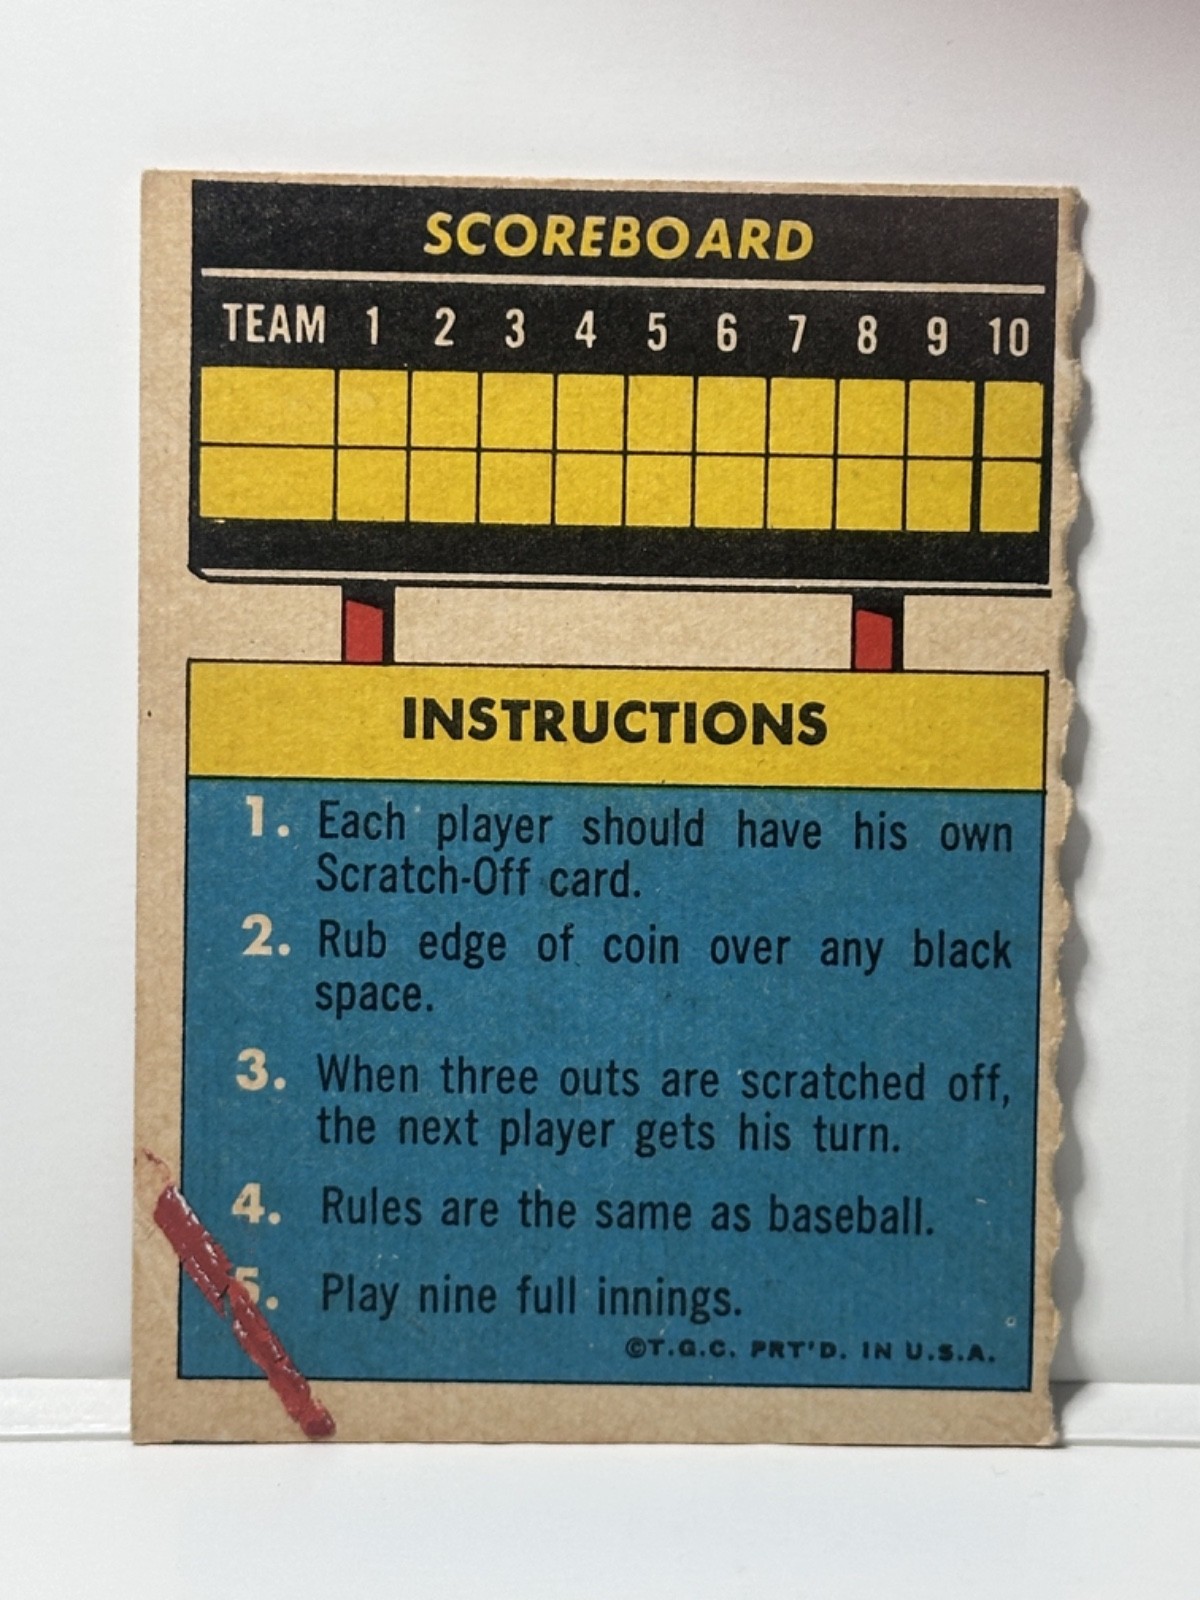 SCOREBOARD
TEAM 1 2 3 4 5 6 7 8 9 10
INSTRUCTIONS
1. Each player should have his own
Scratch-Off card.
2. Rub edge of coin over any black
space.
3. When three outs are scratched off,
the next player gets his turn.
4. Rules are the same as baseball.
5. Play nine full innings.
©T.G.C. PRT'D. IN U.S.A.